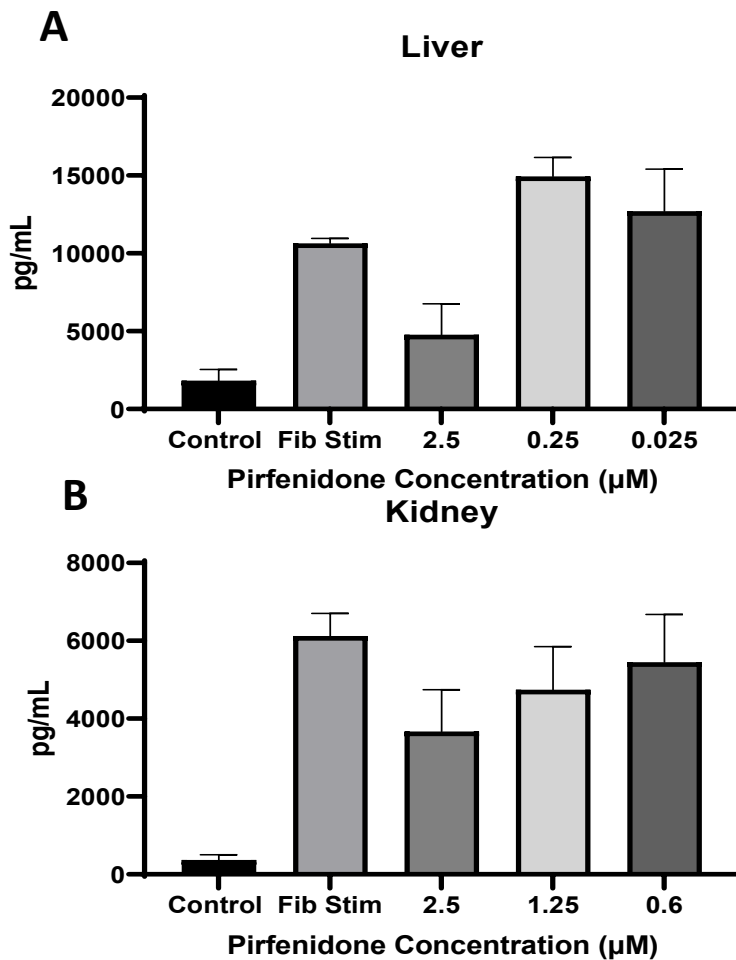 A
Liver
20000
15000
10000
5000
0
pg/mL
Control Fib Stim 2.5 0.25 0.025
Pirfenidone Concentration (µM)
B
Kidney
8000
6000
4000
2000
0
pg/mL
Control Fib Stim 2.5 1.25 0.6
Pirfenidone Concentration (µM)